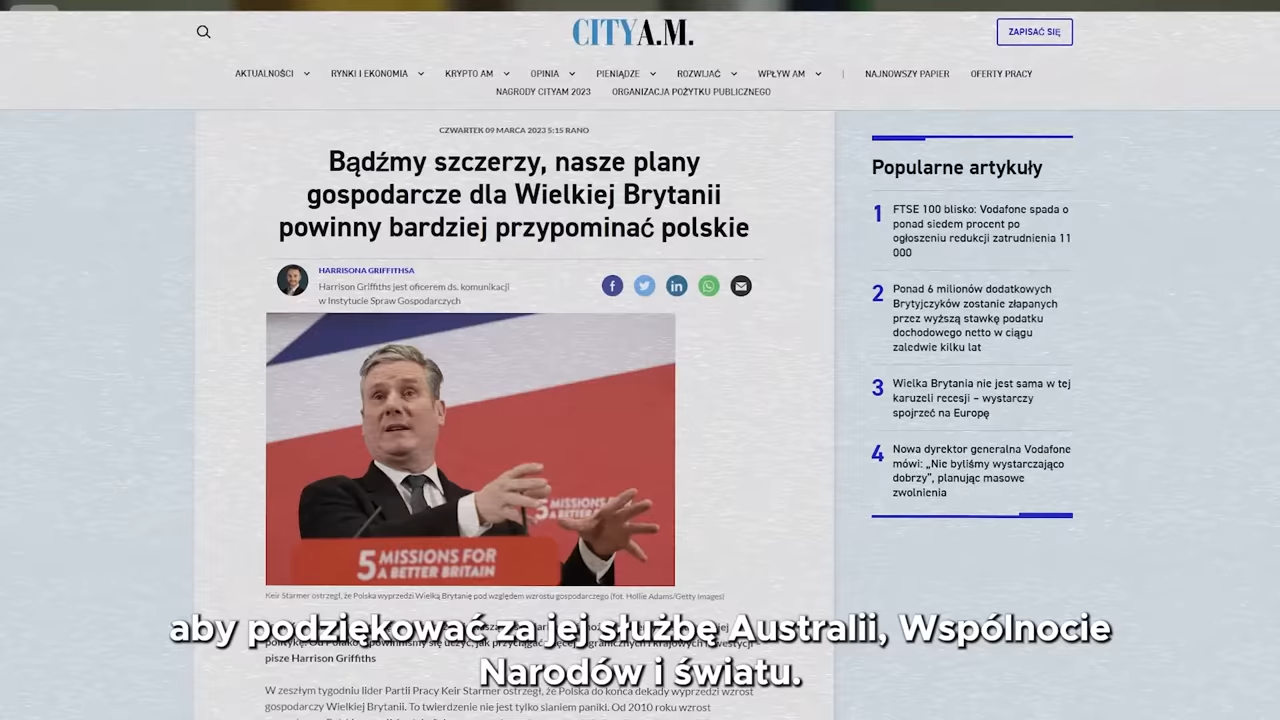 CITYA.M.
ZAPISAĆ SIĘ
AKTUALNOŚCI
RYNKI I EKONOMIA
KRYPTO AM
OPINIA
PIENIĄDZE
ROZWIJAĆ
WPŁYW AM
NAJNOWSZY PAPIER
OFERTY PRACY
NAGRODY CITYAM 2023
ORGANIZACJA POŻYTKU PUBLICZNEGO
CZWARTEK 09 MARCA 2023 5:15 RANO
Bądźmy szczerzy, nasze plany
gospodarcze dla Wielkiej Brytanii
powinny bardziej przypominać polskie
HARRISONA GRIFFITHSA
Harrison Griffiths jest oficerem ds. komunikacji
w Instytucie Spraw Gospodarczych
5 MISSIONS FOR
A BETTER
5 MISSIONS FOR
A BETTER BRITAIN
Keir Starmer ostrzegł, że Polska wyprzedzi Wielką Brytanię pod względem wzrostu gospodarczego (fot. Hollie Adams/Getty Images)
pisze Harrison Griffiths
W zeszłym tygodniu lider Partii Pracy Keir Starmer ostrzegł, że Polska do końca dekady wyprzedzi wzrost
gospodarczy Wielkiej Brytanii. To twierdzenie nie jest tylko sianiem paniki. Od 2010 roku wzrost
Popularne artykuły
1
FTSE 100 blisko: Vodafone spada o
ponad siedem procent po
ogłoszeniu redukcji zatrudnienia 11
000
2
Ponad 6 milionów dodatkowych
Brytyjczyków zostanie złapanych
przez wyższą stawkę podatku
dochodowego netto w ciągu
zaledwie kilku lat
3
Wielka Brytania nie jest sama w tej
karuzeli recesji – wystarczy
spojrzeć na Europę
4
Nowa dyrektor generalna Vodafone
mówi: „Nie byliśmy wystarczająco
dobrzy”, planując masowe
zwolnienia
aby podziękować za jej służbę Australii, Wspólnocie
Narodów i światu.